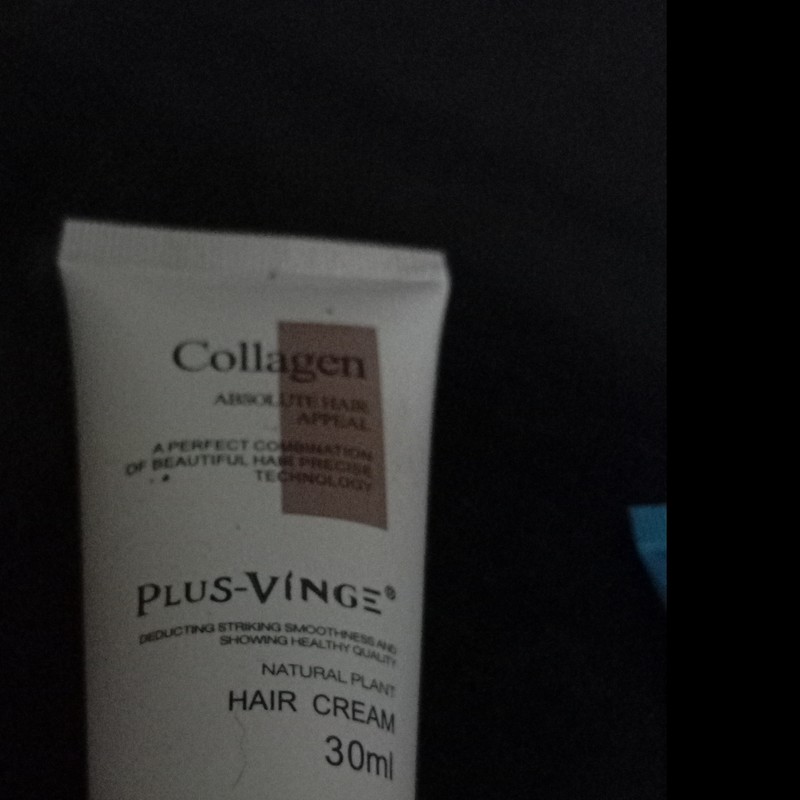 Collagen
ABSOLUTE HAIR
APPEAL
A PERFECT COMBINATION
OF BEAUTIFUL HAIR PRECISE
TECHNOLOGY
PLUS-VÍNGE®
DEDUCTING STRIKING SMOOTHNESS AND
SHOWING HEALTHY QUALITY
NATURAL PLANT
HAIR CREAM
30ml